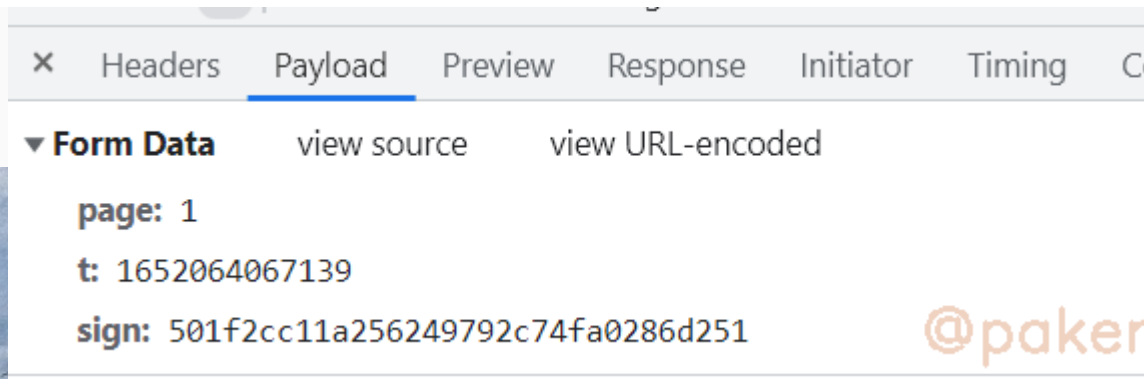 × Headers Payload Preview Response Initiator Timing
Form Data view source view URL-encoded
page: 1
t: 1652064067139
sign: 501f2cc11a256249792c74fa0286d251
@paker